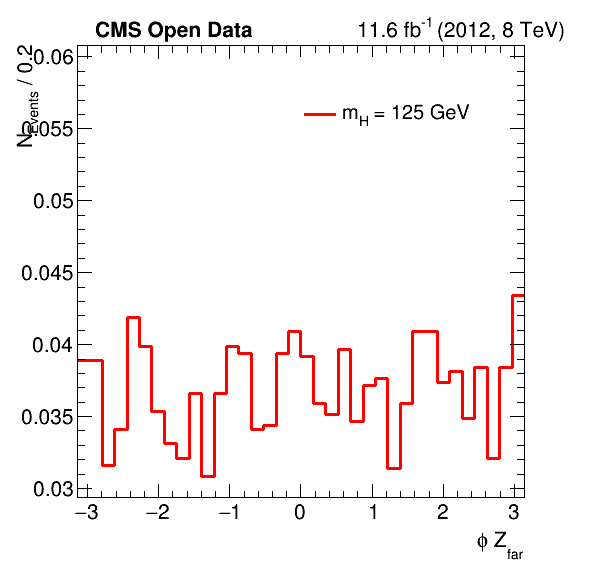 CMS Open Data 11.6 fb⁻¹ (2012, 8 TeV)
N_Events / 0.2
m_H = 125 GeV
0.06
0.055
0.05
0.045
0.04
0.035
0.03
−3 −2 −1 0 1 2 3
ϕ Z_far